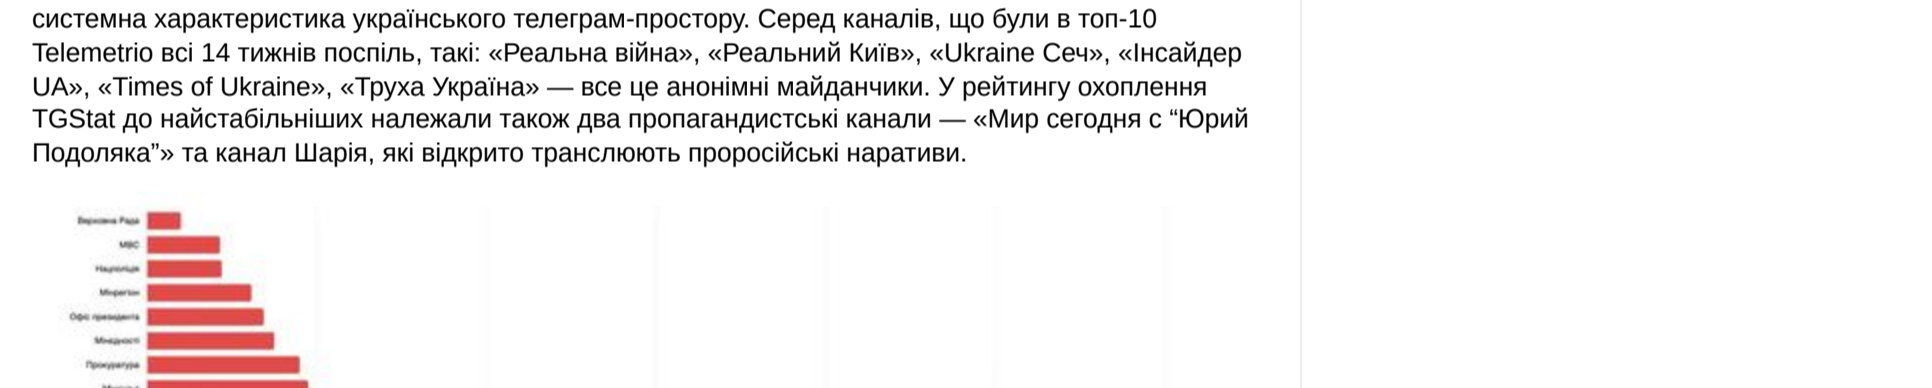 системна характеристика українського телеграм-простору. Серед каналів, що були в топ-10
Telemetrio всі 14 тижнів поспіль, такі: «Реальна війна», «Реальний Київ», «Ukraine Сеч», «Інсайдер
UA», «Times of Ukraine», «Труха Україна» — все це анонімні майданчики. У рейтингу охоплення
TGStat до найстабільніших належали також два пропагандистські канали — «Мир сегодня с “Юрий
Подоляка”» та канал Шарія, які відкрито транслюють проросійські наративи.
Верховна Рада
МВС
Нацполіція
Мінрегіон
Офіс президента
Прокуратура